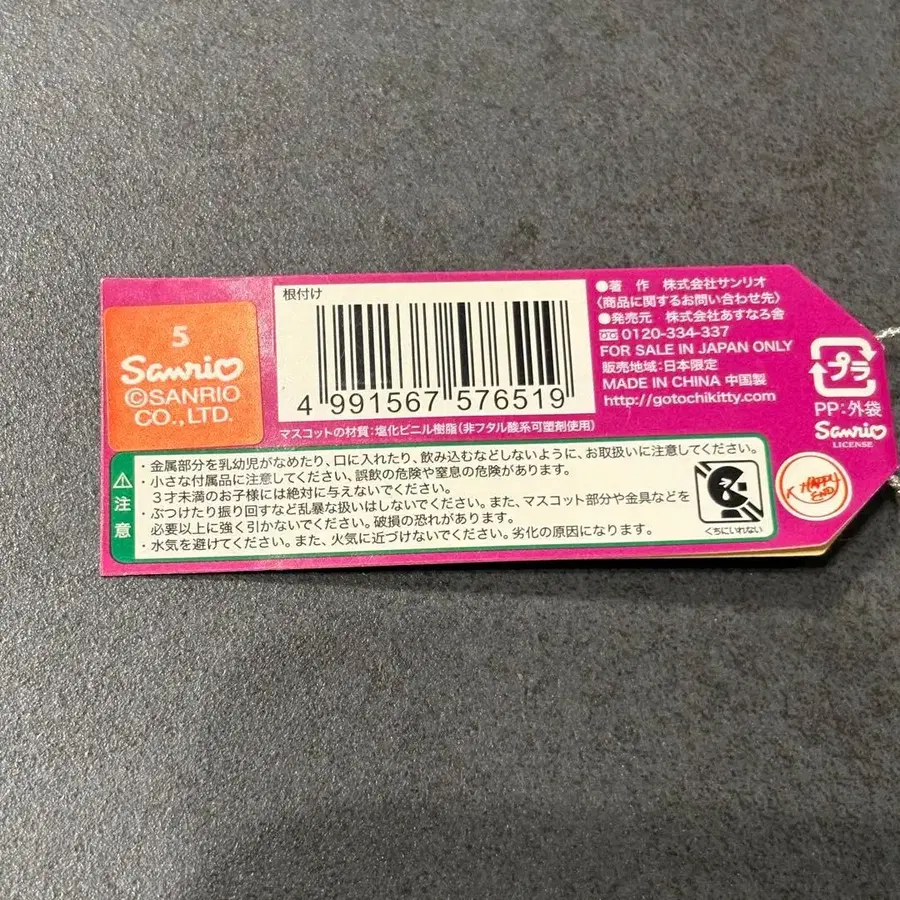 5
Sanrio
©SANRIO
CO.,LTD.
根付け
4 991567 576519
マスコットの材質:塩化ビニル樹脂(非フタル酸系可塑剤使用)
●著 作 株式会社サンリオ
〈商品に関するお問い合わせ先〉
●発売元 株式会社あすなろ舎
0120-334-337
FOR SALE IN JAPAN ONLY
販売地域:日本限定
MADE IN CHINA 中国製
http://gotochikitty.com
プラ
PP:外袋
Sanrio
LICENSE
HAPPY
END
注意
・金属部分を乳幼児がなめたり、口に入れたり、飲み込むなどしないように、お取扱いに注意してください。
・小さな付属品に注意してください、誤飲の危険や窒息の危険があります。
3才未満のお子様には絶対に与えないでください。
・ぶつけたり振り回すなど乱暴な扱いはしないでください。また、マスコット部分や金具などを
必要以上に強く引かないでください。破損の恐れがあります。
・水気を避けてください。また、火気に近づけないでください。劣化の原因になります。
くちにいれない